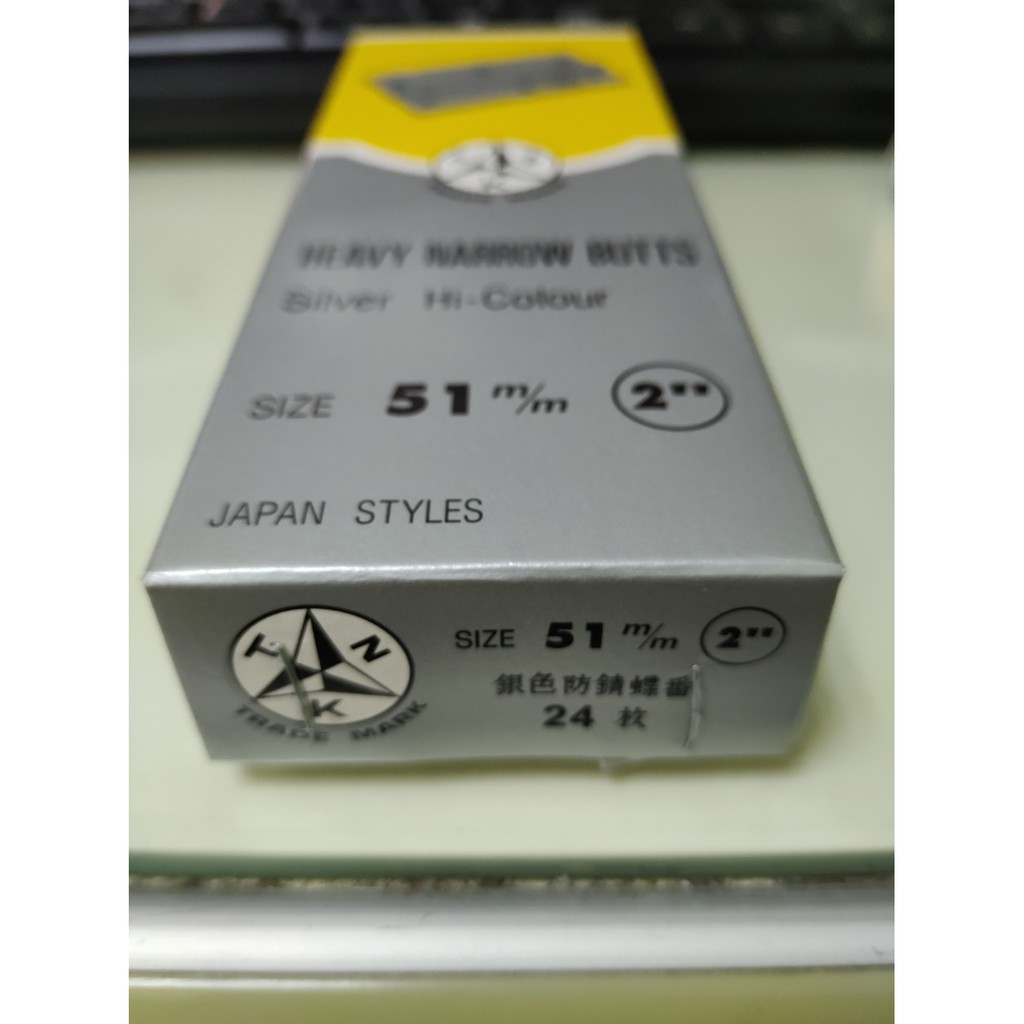 HEAVY NARROW BUTTS
Silver Hi-Colour
SIZE 51 m/m 2"
JAPAN STYLES
T N
K
TRADE MARK
SIZE 51 m/m 2"
銀色防錆蝶番
24 枚